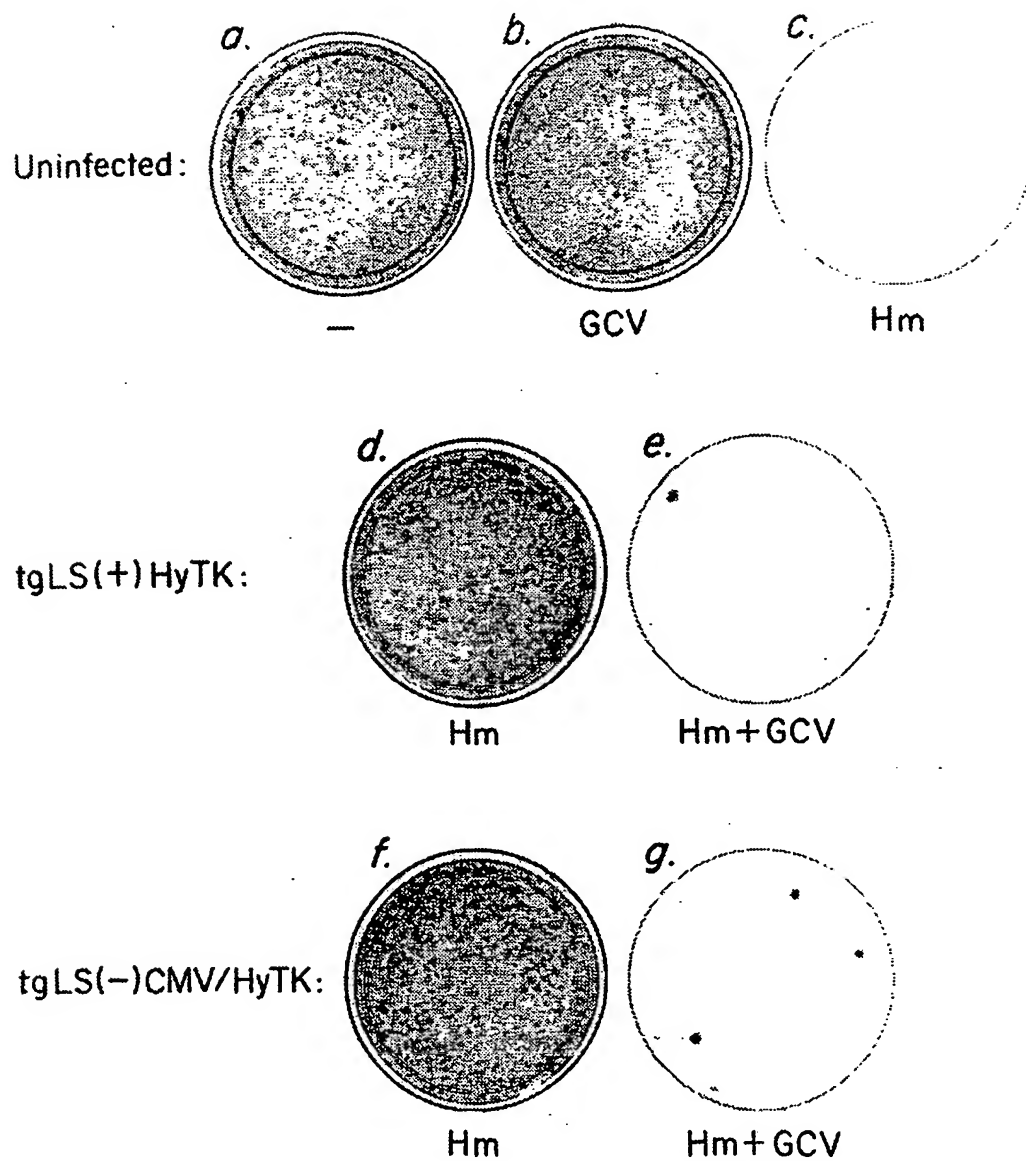 a. b. c.
Uninfected:
— GCV Hm
d. e.
tgLS(+)HyTK:
Hm Hm+GCV
f. g.
tgLS(-)CMV/HyTK:
Hm Hm+GCV